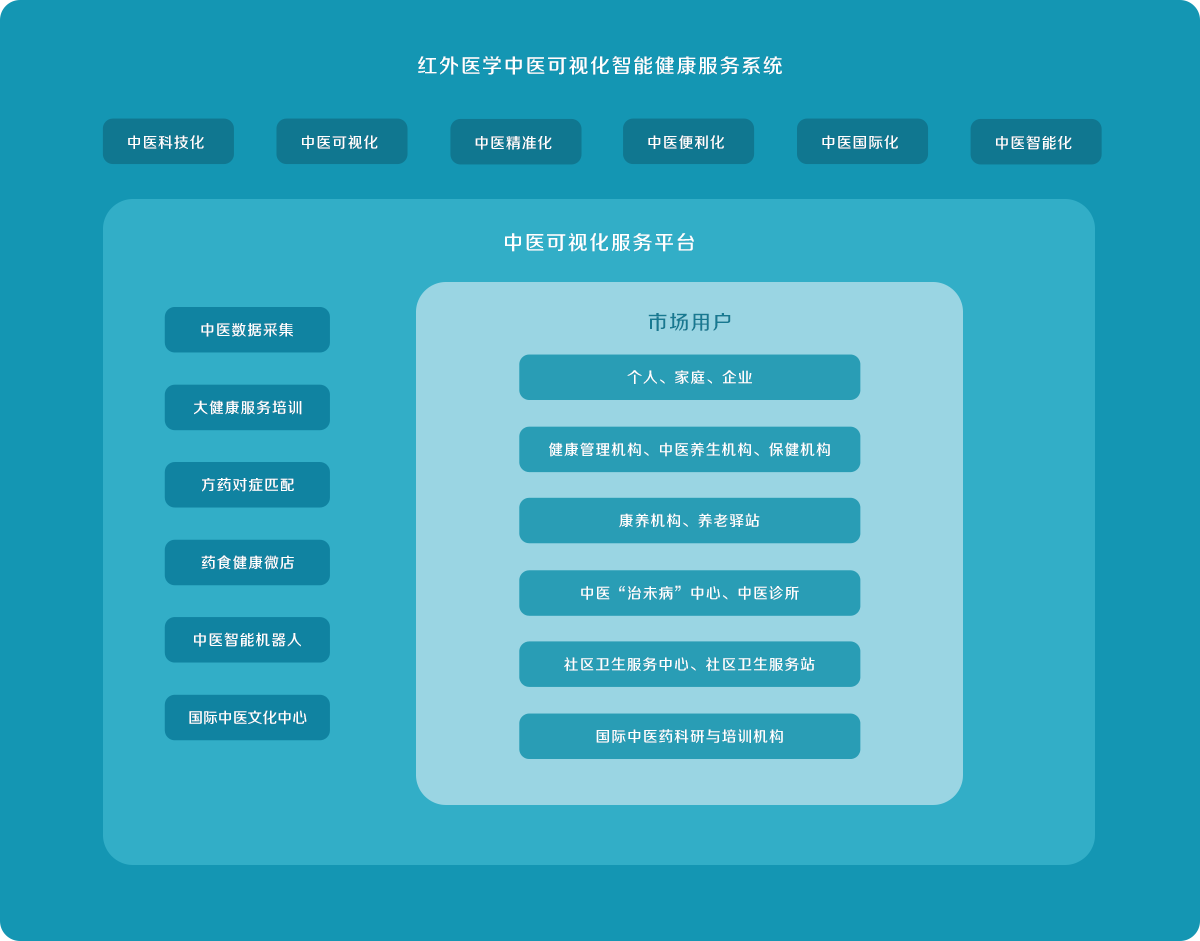 红外医学中医可视化智能健康服务系统
中医科技化
中医可视化
中医精准化
中医便利化
中医国际化
中医智能化
中医可视化服务平台
中医数据采集
大健康服务培训
方药对症匹配
药食健康微店
中医智能机器人
国际中医文化中心
市场用户
个人、家庭、企业
健康管理机构、中医养生机构、保健机构
康养机构、养老驿站
中医“治未病”中心、中医诊所
社区卫生服务中心、社区卫生服务站
国际中医药科研与培训机构